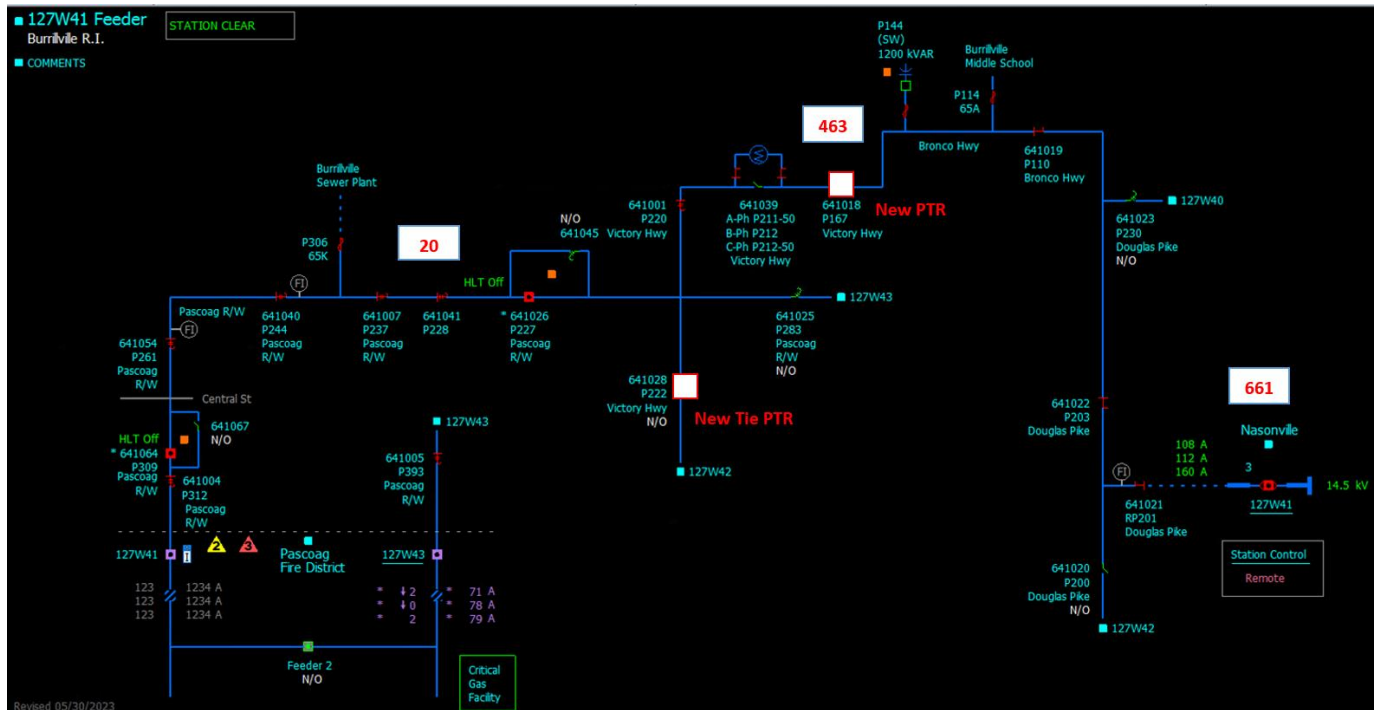 127W41 Feeder
Burrillville R.I.
COMMENTS
STATION CLEAR
P144
(SW)
1200 kVAR
Burrillville
Middle School
P114
65A
463
Bronco Hwy
641019
P110
Bronco Hwy
127W40
641023
P230
Douglas Pike
N/O
Burrillville
Sewer Plant
P306
65K
20
N/O
641045
641001
P220
Victory Hwy
641039
A-Ph P211-50
B-Ph P212
C-Ph P212-50
Victory Hwy
641018
P167
Victory Hwy
New PTR
HLT Off
FI
Pascoag R/W
641040
P244
Pascoag
R/W
641007
P237
Pascoag
R/W
641041
P228
* 641026
P227
Pascoag
R/W
127W43
641025
P283
Pascoag
R/W
N/O
FI
641054
P261
Pascoag
R/W
Central St
641028
P222
Victory Hwy
N/O
New Tie PTR
127W42
641067
N/O
HLT Off
* 641064
P309
Pascoag
R/W
641004
P312
Pascoag
R/W
127W43
641005
P393
Pascoag
R/W
641022
P203
Douglas Pike
661
Nasonville
108 A
112 A
160 A
3
FI
14.5 kV
127W41
641021
RP201
Douglas Pike
Station Control
Remote
641020
P200
Douglas Pike
N/O
127W42
127W41
I
2
3
Pascoag
Fire District
127W43
123 1234 A
123 1234 A
123 1234 A
* 2 * 71 A
* 0 * 78 A
* 2 * 79 A
Feeder 2
N/O
Critical
Gas
Facility
Revised 05/30/2023